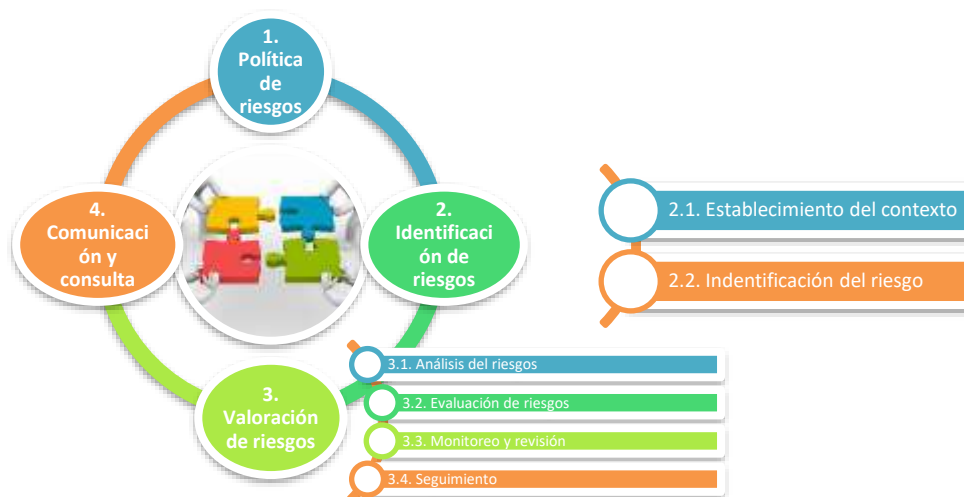 1.
Política
de
riesgos
2.
Identificaci
ón de
riesgos
2.1. Establecimiento del contexto
2.2. Indentificación del riesgo
3.
Valoración
de riesgos
3.1. Análisis del riesgos
3.2. Evaluación de riesgos
3.3. Monitoreo y revisión
3.4. Seguimiento
4.
Comunicaci
ón y
consulta